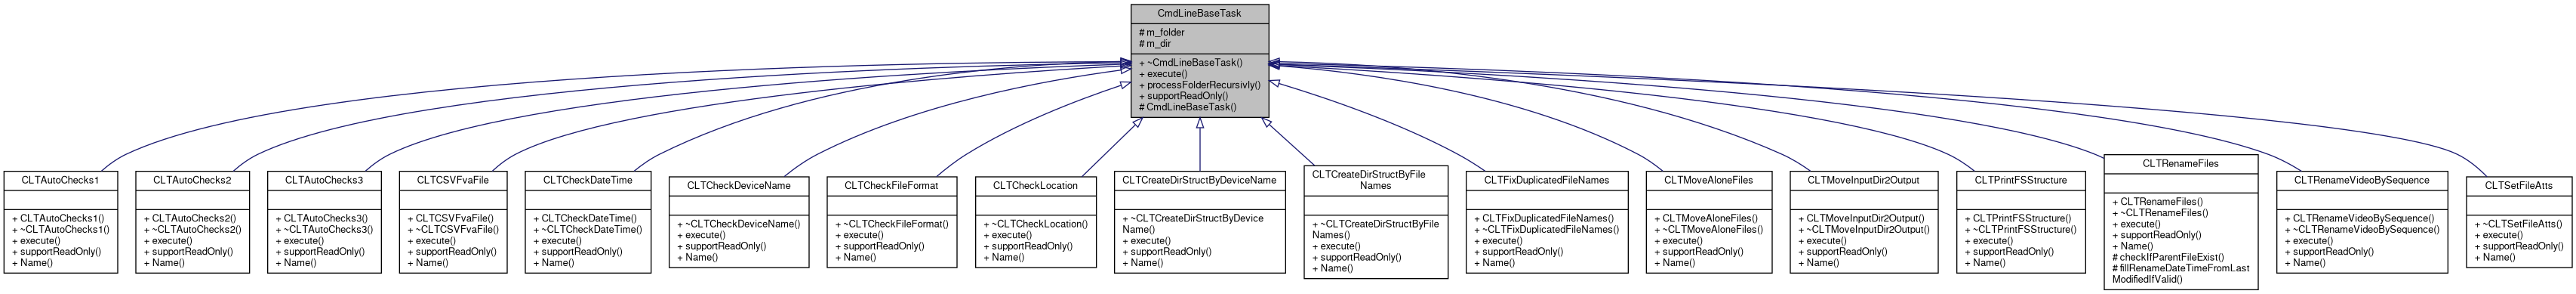 CmdLineBaseTask
# m_folder
# m_dir
+ ~CmdLineBaseTask()
+ execute()
+ processFolderRecursivly()
+ supportReadOnly()
# CmdLineBaseTask()
CLTAutoChecks1
+ CLTAutoChecks1()
+ ~CLTAutoChecks1()
+ execute()
+ supportReadOnly()
+ Name()
CLTAutoChecks2
+ CLTAutoChecks2()
+ ~CLTAutoChecks2()
+ execute()
+ supportReadOnly()
+ Name()
CLTAutoChecks3
+ CLTAutoChecks3()
+ ~CLTAutoChecks3()
+ execute()
+ supportReadOnly()
+ Name()
CLTCSVFvaFile
+ CLTCSVFvaFile()
+ ~CLTCSVFvaFile()
+ execute()
+ supportReadOnly()
+ Name()
CLTCheckDateTime
+ CLTCheckDateTime()
+ ~CLTCheckDateTime()
+ execute()
+ supportReadOnly()
+ Name()
CLTCheckDeviceName
+ ~CLTCheckDeviceName()
+ execute()
+ supportReadOnly()
+ Name()
CLTCheckFileFormat
+ ~CLTCheckFileFormat()
+ execute()
+ supportReadOnly()
+ Name()
CLTCheckLocation
+ ~CLTCheckLocation()
+ execute()
+ supportReadOnly()
+ Name()
CLTCreateDirStructByDeviceName
+ ~CLTCreateDirStructByDevice
Name()
+ execute()
+ supportReadOnly()
+ Name()
CLTCreateDirStructByFile
Names
+ ~CLTCreateDirStructByFile
Names()
+ execute()
+ supportReadOnly()
+ Name()
CLTFixDuplicatedFileNames
+ CLTFixDuplicatedFileNames()
+ ~CLTFixDuplicatedFileNames()
+ execute()
+ supportReadOnly()
+ Name()
CLTMoveAloneFiles
+ CLTMoveAloneFiles()
+ ~CLTMoveAloneFiles()
+ execute()
+ supportReadOnly()
+ Name()
CLTMoveInputDir2Output
+ CLTMoveInputDir2Output()
+ ~CLTMoveInputDir2Output()
+ execute()
+ supportReadOnly()
+ Name()
CLTPrintFSStructure
+ CLTPrintFSStructure()
+ ~CLTPrintFSStructure()
+ execute()
+ supportReadOnly()
+ Name()
CLTRenameFiles
+ CLTRenameFiles()
+ ~CLTRenameFiles()
+ execute()
+ supportReadOnly()
+ Name()
# checkIfParentFileExist()
# fillRenameDateTimeFromLast
ModifiedIfValid()
CLTRenameVideoBySequence
+ CLTRenameVideoBySequence()
+ ~CLTRenameVideoBySequence()
+ execute()
+ supportReadOnly()
+ Name()
CLTSetFileAtts
+ ~CLTSetFileAtts()
+ execute()
+ supportReadOnly()
+ Name()